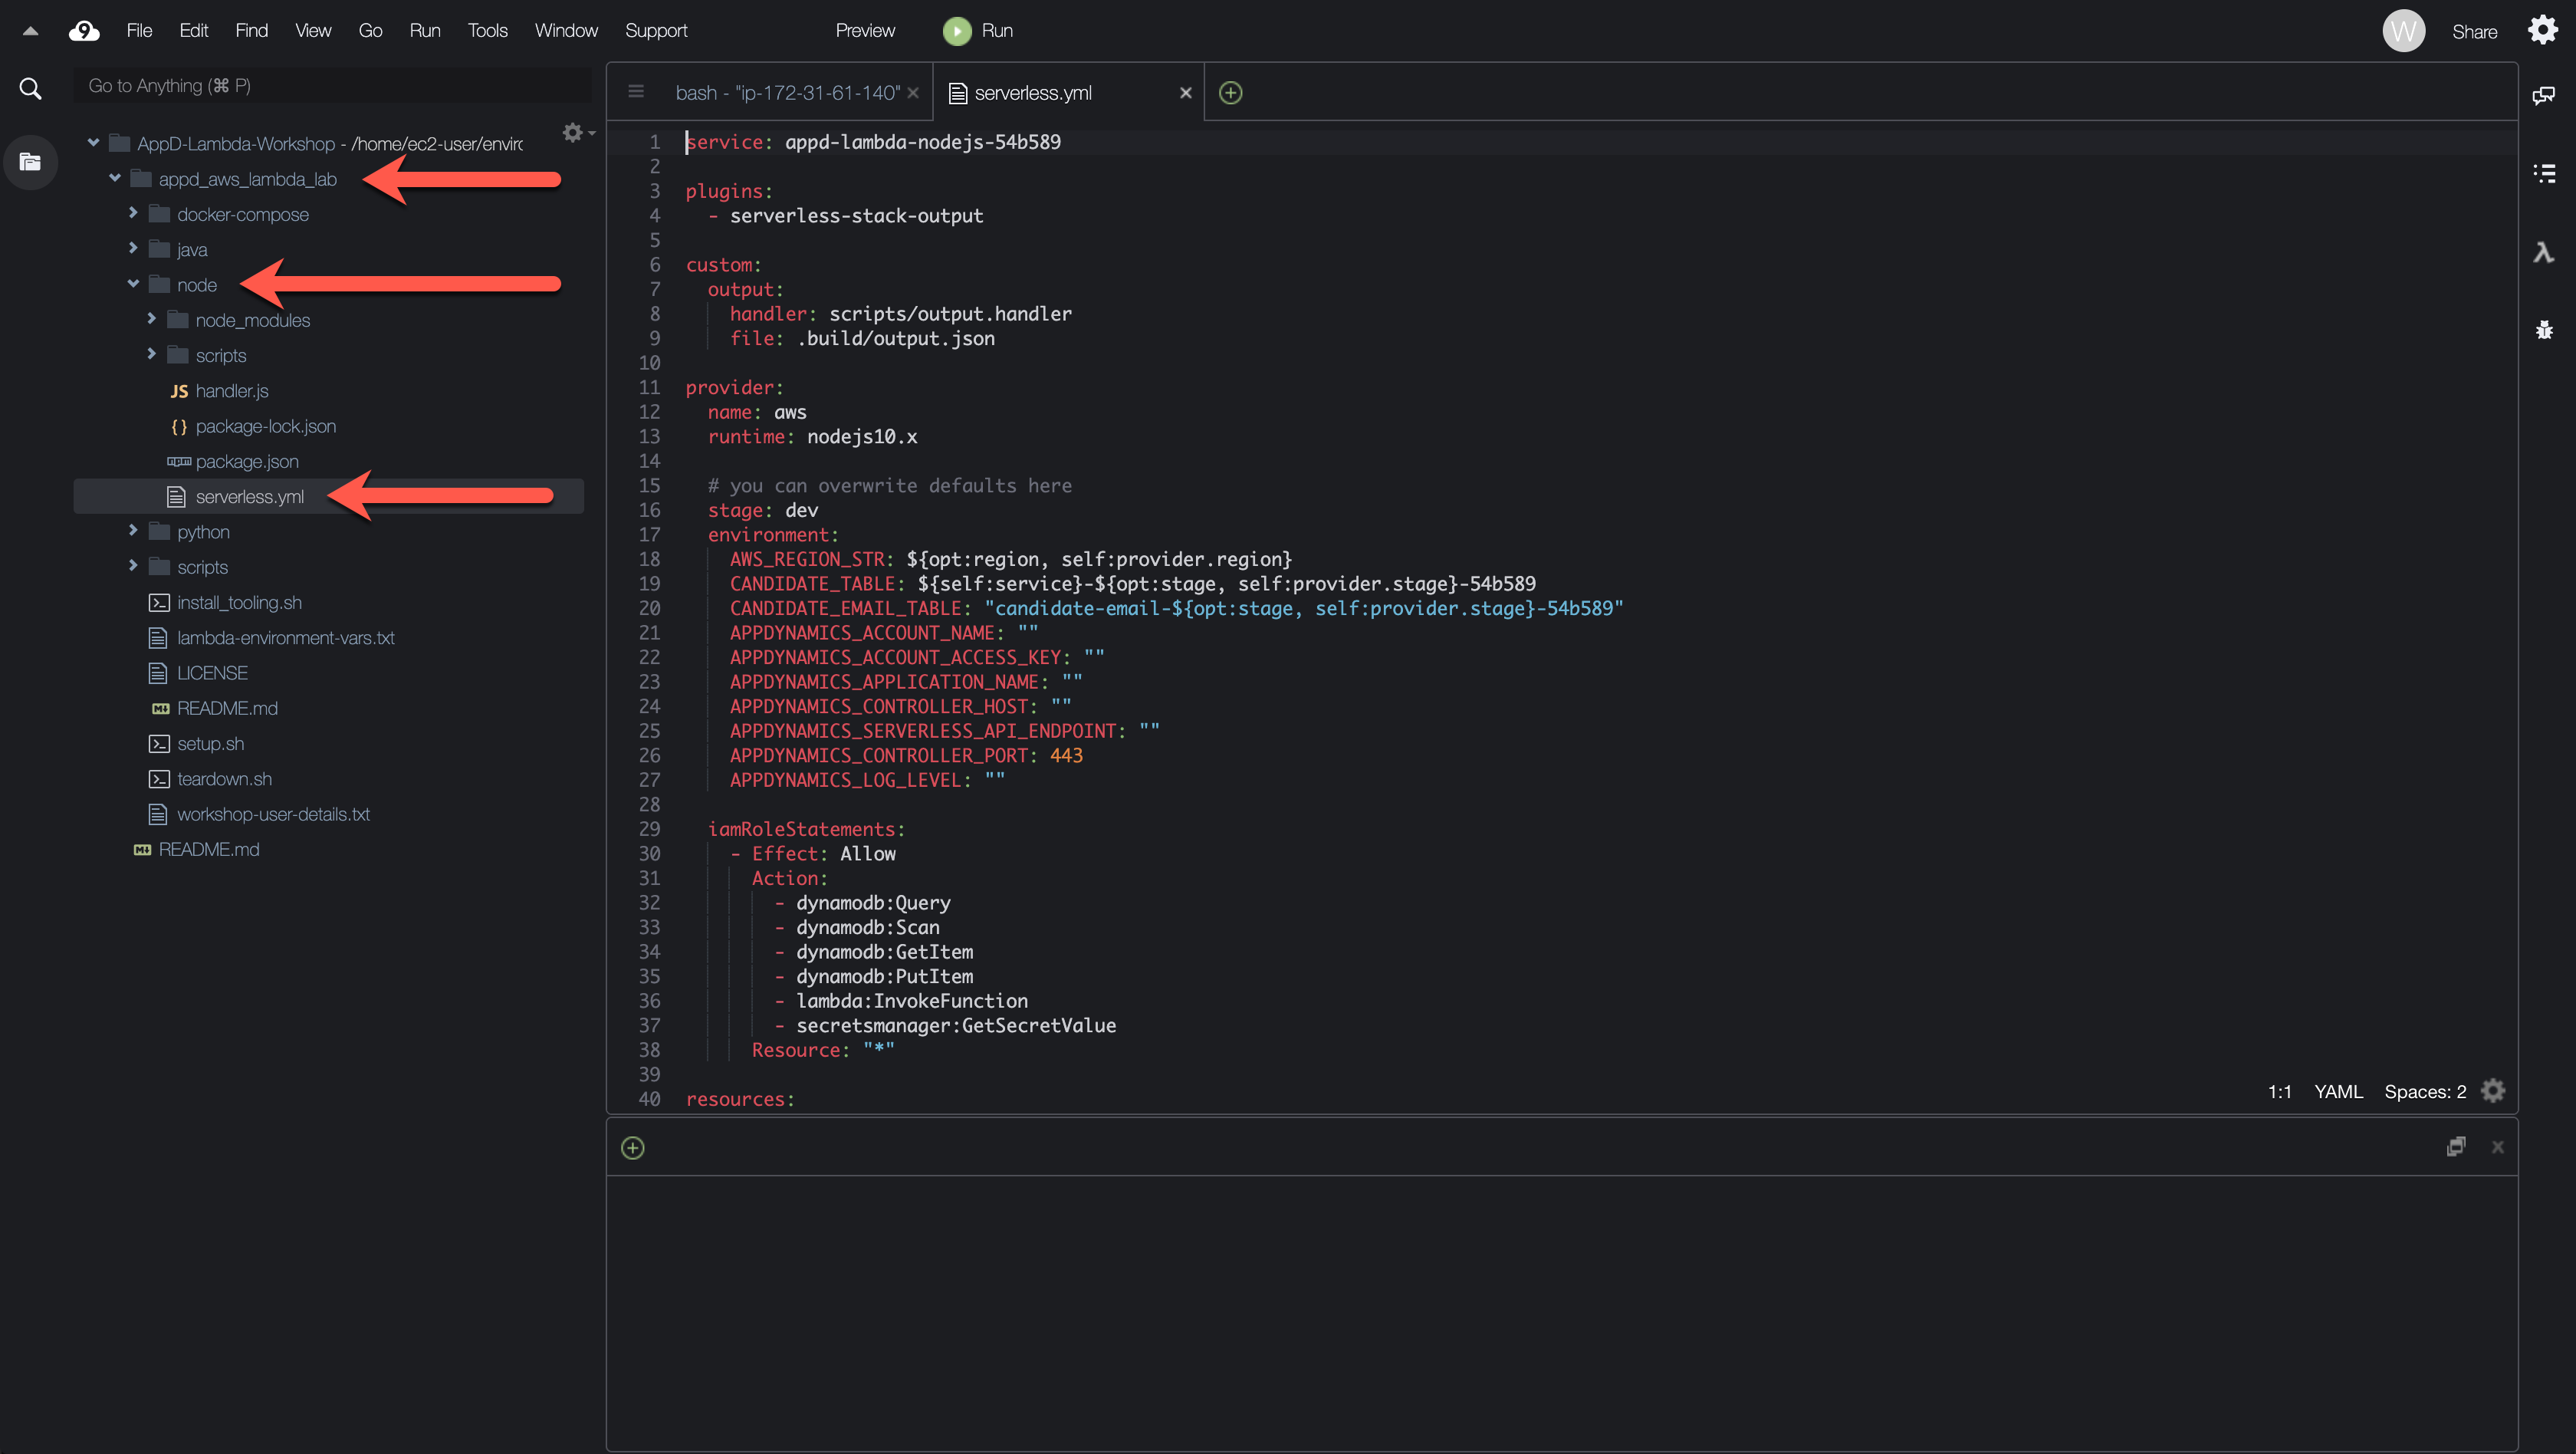 9 File Edit Find View Go Run Tools Window Support Preview Run W Share
Go to Anything (⌘ P)
AppD-Lambda-Workshop - /home/ec2-user/envirc
appd_aws_lambda_lab
docker-compose
java
node
node_modules
scripts
JS handler.js
{ } package-lock.json
npm package.json
serverless.yml
python
scripts
install_tooling.sh
lambda-environment-vars.txt
LICENSE
README.md
setup.sh
teardown.sh
workshop-user-details.txt
README.md
bash - "ip-172-31-61-140" × serverless.yml ×
1 service: appd-lambda-nodejs-54b589
2
3 plugins:
4   - serverless-stack-output
5
6 custom:
7   output:
8     handler: scripts/output.handler
9     file: .build/output.json
10
11 provider:
12   name: aws
13   runtime: nodejs10.x
14
15   # you can overwrite defaults here
16   stage: dev
17   environment:
18     AWS_REGION_STR: ${opt:region, self:provider.region}
19     CANDIDATE_TABLE: ${self:service}-${opt:stage, self:provider.stage}-54b589
20     CANDIDATE_EMAIL_TABLE: "candidate-email-${opt:stage, self:provider.stage}-54b589"
21     APPDYNAMICS_ACCOUNT_NAME: ""
22     APPDYNAMICS_ACCOUNT_ACCESS_KEY: ""
23     APPDYNAMICS_APPLICATION_NAME: ""
24     APPDYNAMICS_CONTROLLER_HOST: ""
25     APPDYNAMICS_SERVERLESS_API_ENDPOINT: ""
26     APPDYNAMICS_CONTROLLER_PORT: 443
27     APPDYNAMICS_LOG_LEVEL: ""
28
29   iamRoleStatements:
30     - Effect: Allow
31       Action:
32         - dynamodb:Query
33         - dynamodb:Scan
34         - dynamodb:GetItem
35         - dynamodb:PutItem
36         - lambda:InvokeFunction
37         - secretsmanager:GetSecretValue
38       Resource: "*"
39
40 resources:
1:1 YAML Spaces: 2